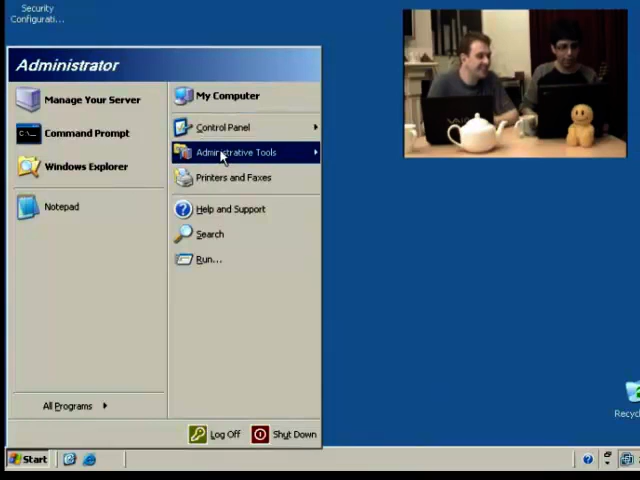 Security
Configurati...
Administrator
Manage Your Server
Command Prompt
Windows Explorer
Notepad
All Programs
My Computer
Control Panel
Administrative Tools
Printers and Faxes
Help and Support
Search
Run...
Log Off
Shut Down
Recyc
Start